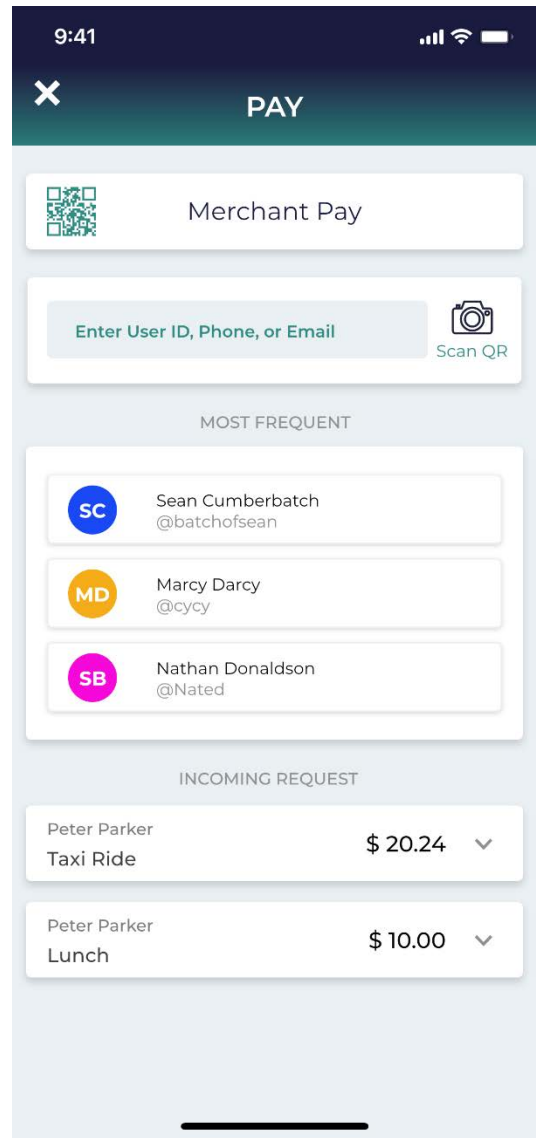 9:41
PAY
Merchant Pay
Enter User ID, Phone, or Email
Scan QR
MOST FREQUENT
SC
Sean Cumberbatch
@batchofsean
MD
Marcy Darcy
@cycy
SB
Nathan Donaldson
@Nated
INCOMING REQUEST
Peter Parker
Taxi Ride
$ 20.24
Peter Parker
Lunch
$ 10.00